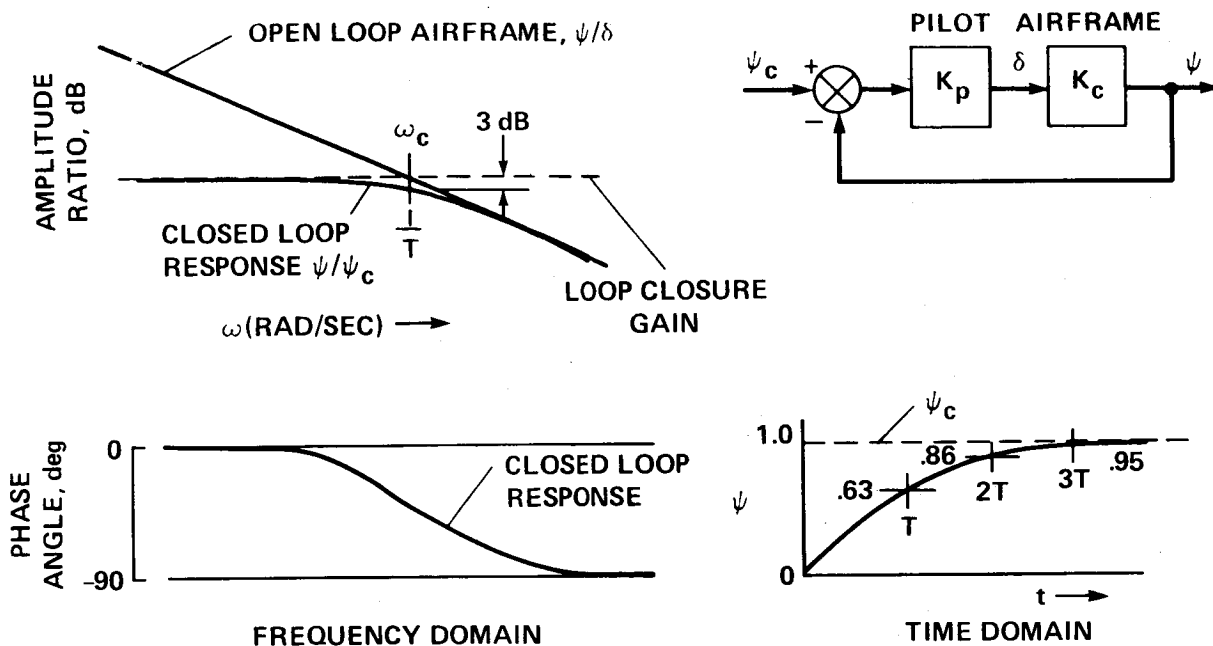 OPEN LOOP AIRFRAME, ψ/δ
AMPLITUDE
RATIO, dB
ω_c
3 dB
1/T
CLOSED LOOP
RESPONSE ψ/ψ_c
LOOP CLOSURE
GAIN
ω(RAD/SEC) →
PILOT AIRFRAME
ψ_c
+
−
K_p
δ
K_c
ψ
PHASE
ANGLE, deg
0
−90
CLOSED LOOP
RESPONSE
FREQUENCY DOMAIN
ψ_c
1.0
ψ
0
.63
T
.86
2T
3T
.95
t →
TIME DOMAIN